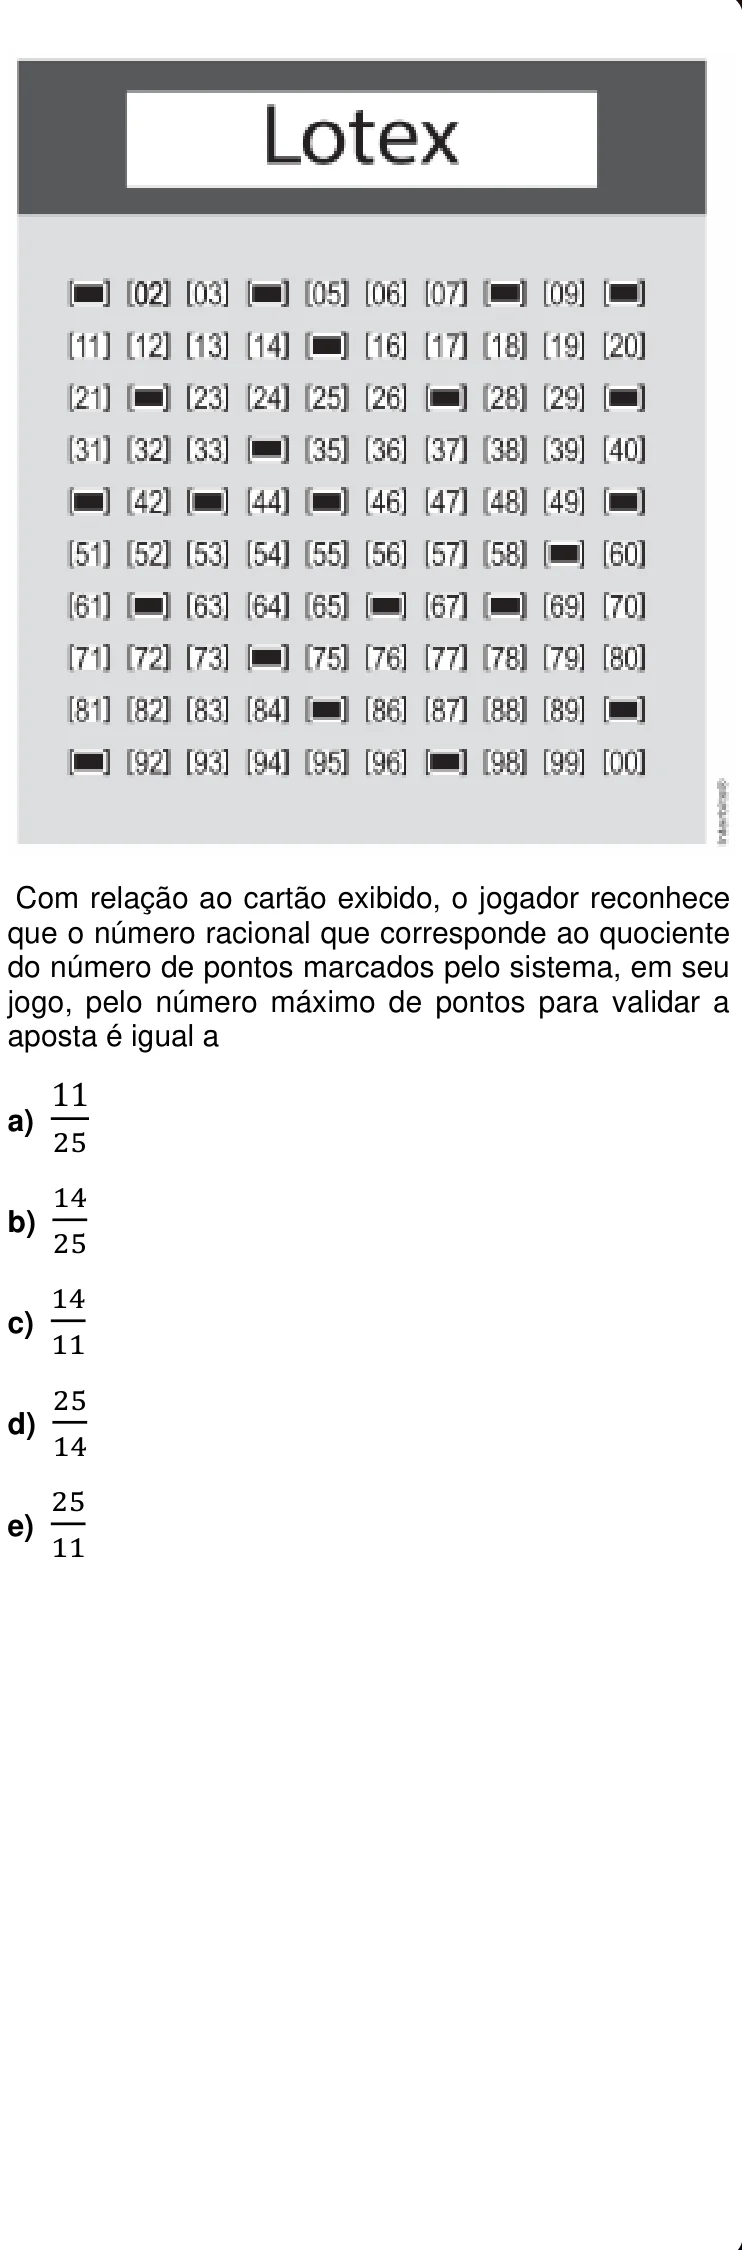 Lotex
[ ] [02] [03] [ ] [05] [06] [07] [ ] [09] [ ]
[11] [12] [13] [14] [ ] [16] [17] [18] [19] [20]
[21] [ ] [23] [24] [25] [26] [ ] [28] [29] [ ]
[31] [32] [33] [ ] [35] [36] [37] [38] [39] [40]
[ ] [42] [ ] [44] [ ] [46] [47] [48] [49] [ ]
[51] [52] [53] [54] [55] [56] [57] [58] [ ] [60]
[61] [ ] [63] [64] [65] [ ] [67] [ ] [69] [70]
[71] [72] [73] [ ] [75] [76] [77] [78] [79] [80]
[81] [82] [83] [84] [ ] [86] [87] [88] [89] [ ]
[ ] [92] [93] [94] [95] [96] [ ] [98] [99] [00]
Interbits®
Com relação ao cartão exibido, o jogador reconhece
que o número racional que corresponde ao quociente
do número de pontos marcados pelo sistema, em seu
jogo, pelo número máximo de pontos para validar a
aposta é igual a
a) 11/25
b) 14/25
c) 14/11
d) 25/14
e) 25/11